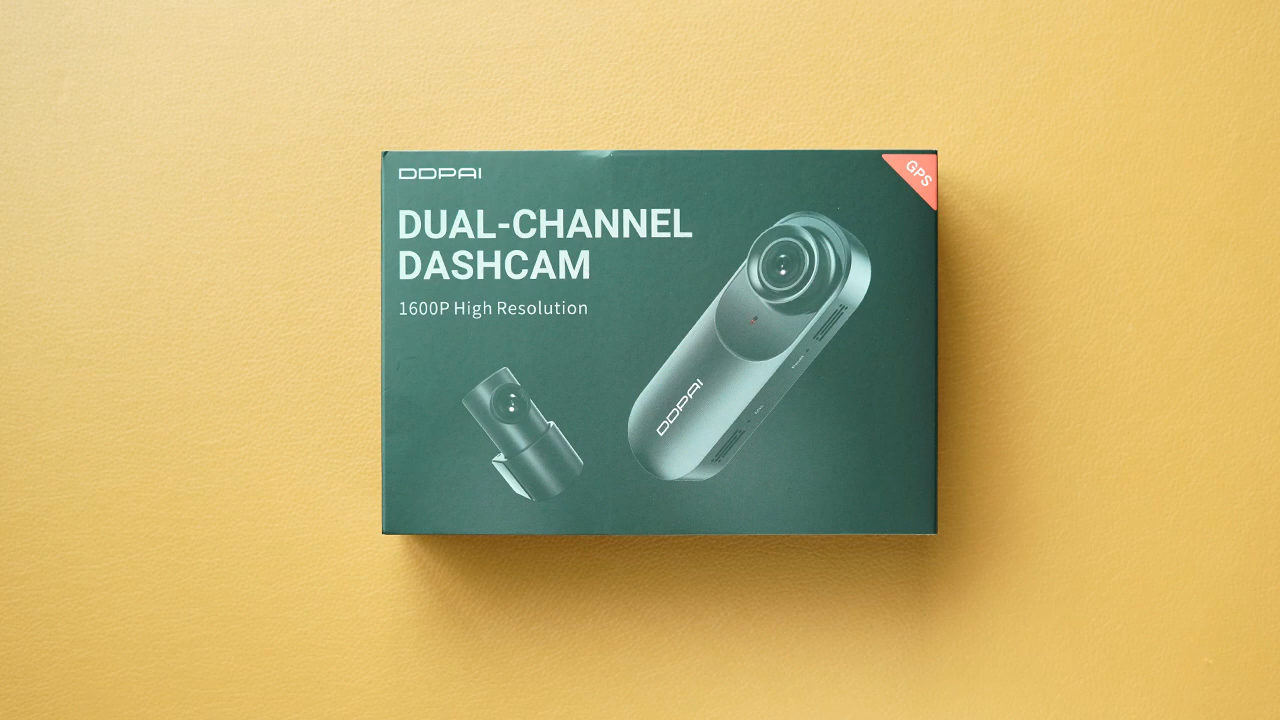 DDPAI
GPS
DUAL-CHANNEL
DASHCAM
1600P High Resolution
DDPAI